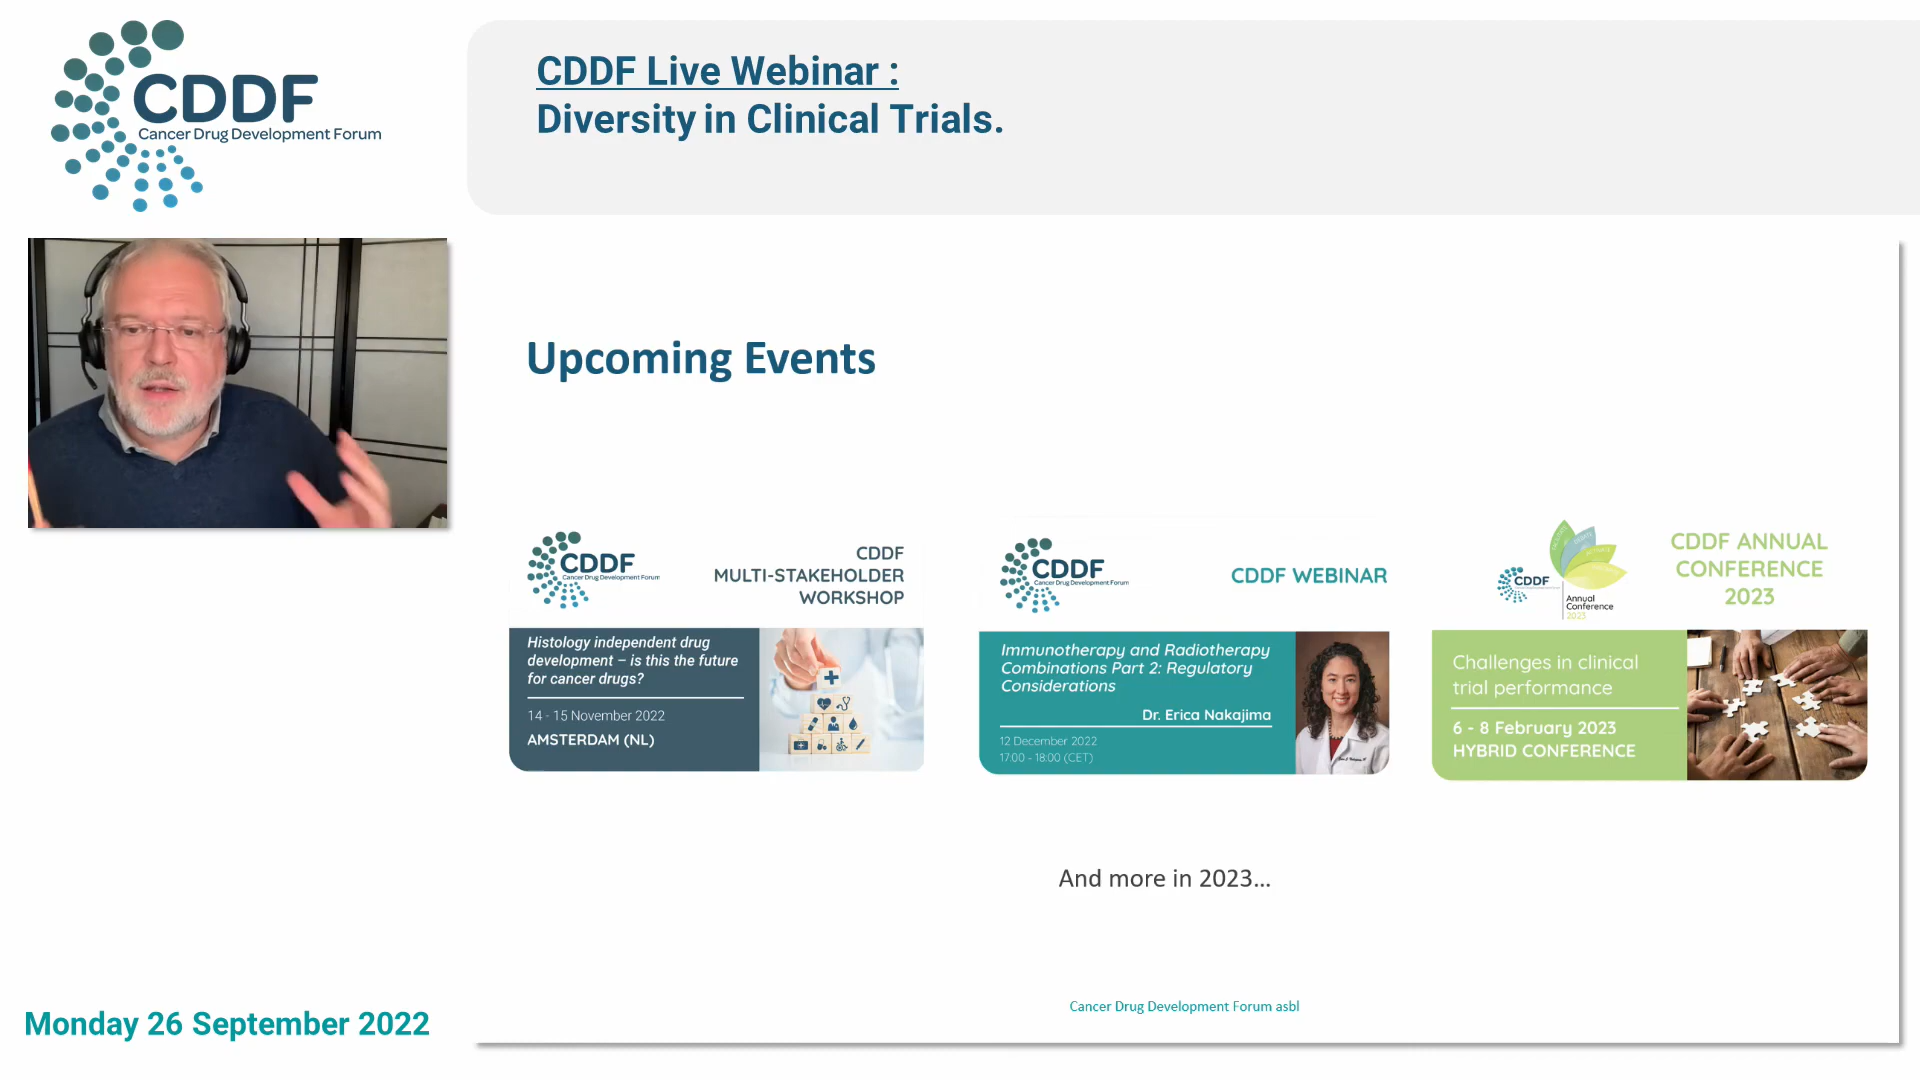 CDDF
Cancer Drug Development Forum
CDDF Live Webinar :
Diversity in Clinical Trials.
Upcoming Events
CDDF
Cancer Drug Development Forum
CDDF
MULTI-STAKEHOLDER
WORKSHOP
Histology independent drug
development – is this the future
for cancer drugs?
14 - 15 November 2022
AMSTERDAM (NL)
CDDF
Cancer Drug Development Forum
CDDF WEBINAR
Immunotherapy and Radiotherapy
Combinations Part 2: Regulatory
Considerations
Dr. Erica Nakajima
12 December 2022
17:00 - 18:00 (CET)
CDDF
Annual
Conference
2023
CDDF ANNUAL
CONFERENCE
2023
Challenges in clinical
trial performance
6 - 8 February 2023
HYBRID CONFERENCE
And more in 2023...
Cancer Drug Development Forum asbl
Monday 26 September 2022